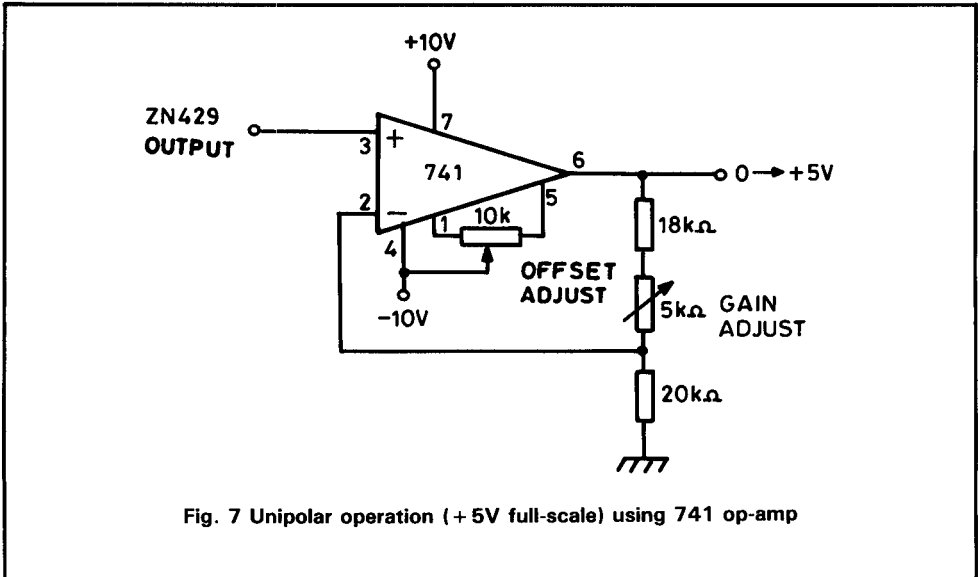 +10V
ZN429
OUTPUT
3
+
7
741
6
0→+5V
2
−
1
10k
5
4
18kΩ
OFFSET
ADJUST
-10V
5kΩ
GAIN
ADJUST
20kΩ
Fig. 7 Unipolar operation (+5V full-scale) using 741 op-amp